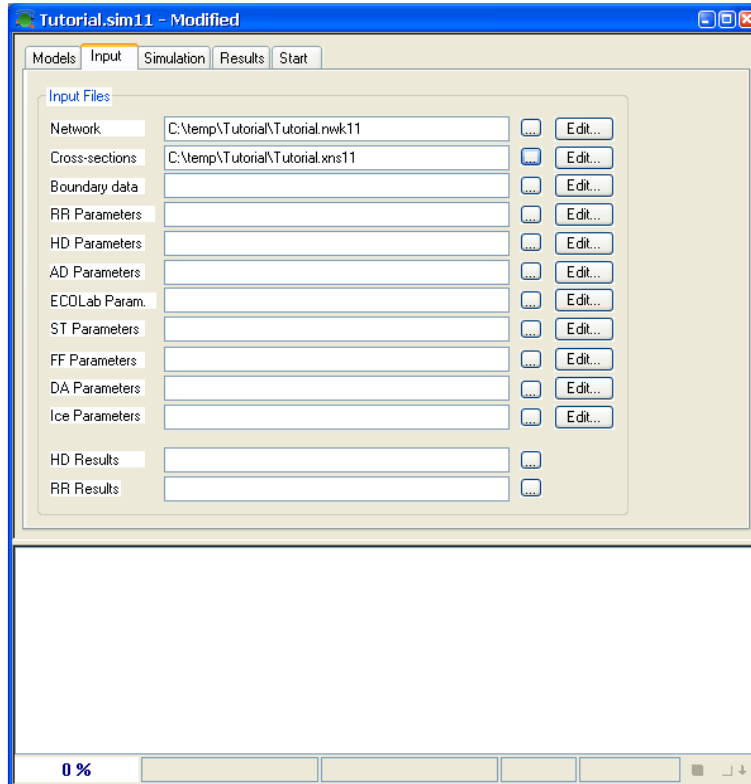 Tutorial.sim11 - Modified
Models Input Simulation Results Start
Input Files
Network C:\temp\Tutorial\Tutorial.nwk11 ... Edit...
Cross-sections C:\temp\Tutorial\Tutorial.xns11 ... Edit...
Boundary data ... Edit...
RR Parameters ... Edit...
HD Parameters ... Edit...
AD Parameters ... Edit...
ECOLab Param. ... Edit...
ST Parameters ... Edit...
FF Parameters ... Edit...
DA Parameters ... Edit...
Ice Parameters ... Edit...
HD Results ...
RR Results ...
0 %